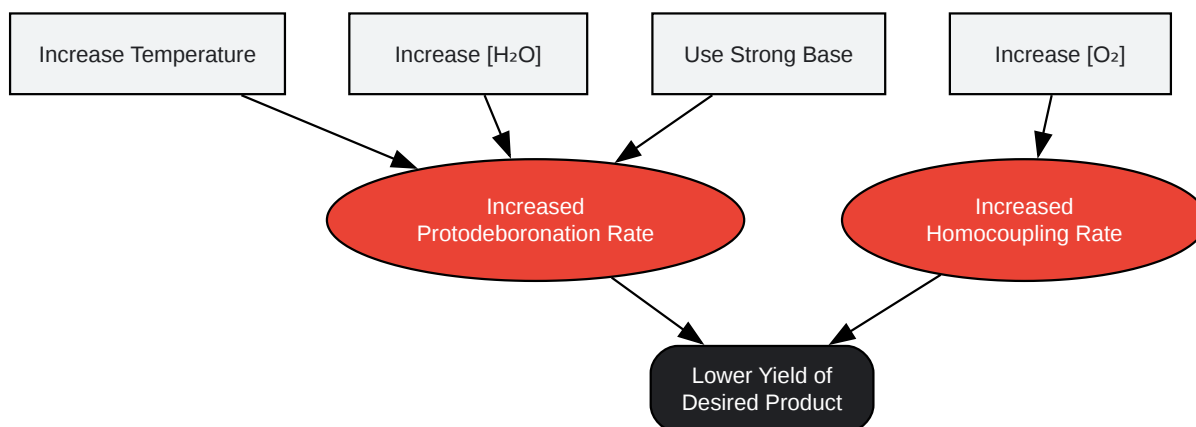 Increase Temperature
Increase [H₂O]
Use Strong Base
Increase [O₂]
Increased
Protodeboronation Rate
Increased
Homocoupling Rate
Lower Yield of
Desired Product